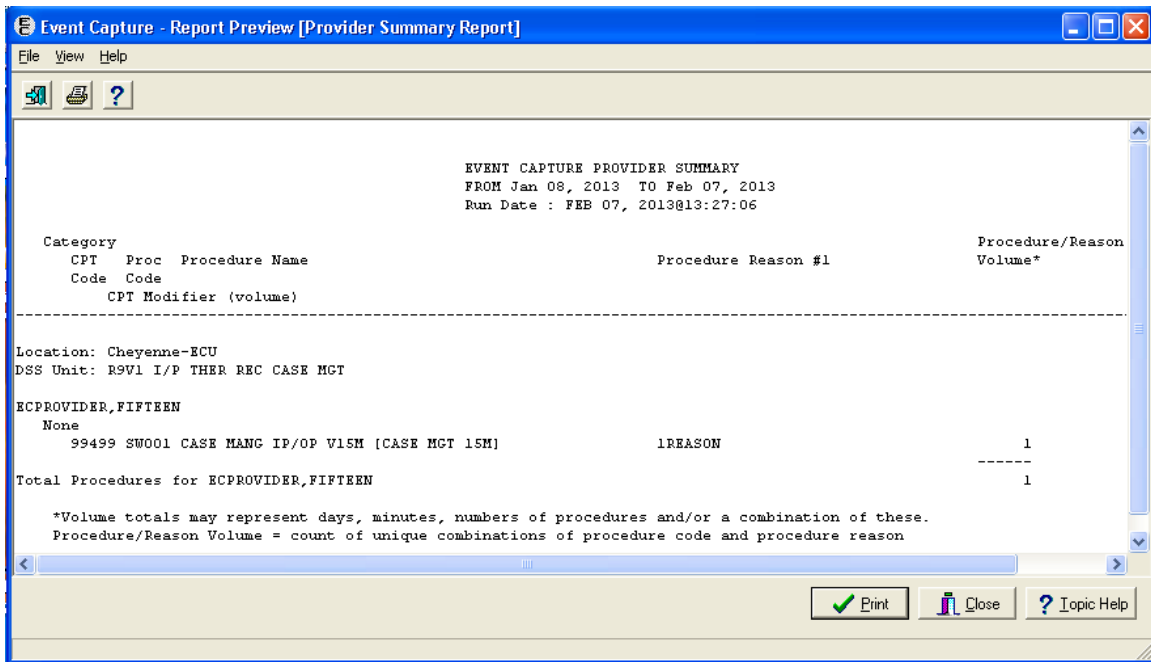 Event Capture - Report Preview [Provider Summary Report]
File View Help
EVENT CAPTURE PROVIDER SUMMARY
FROM Jan 08, 2013 TO Feb 07, 2013
Run Date : FEB 07, 2013@13:27:06
Category Procedure/Reason
CPT Proc Procedure Name Procedure Reason #1 Volume*
Code Code
CPT Modifier (volume)
Location: Cheyenne-ECU
DSS Unit: R9V1 I/P THER REC CASE MGT
ECPROVIDER,FIFTEEN
None
99499 SW001 CASE MANG IP/OP V15M [CASE MGT 15M] 1REASON 1
Total Procedures for ECPROVIDER,FIFTEEN 1
*Volume totals may represent days, minutes, numbers of procedures and/or a combination of these.
Procedure/Reason Volume = count of unique combinations of procedure code and procedure reason
Print Close ? Topic Help